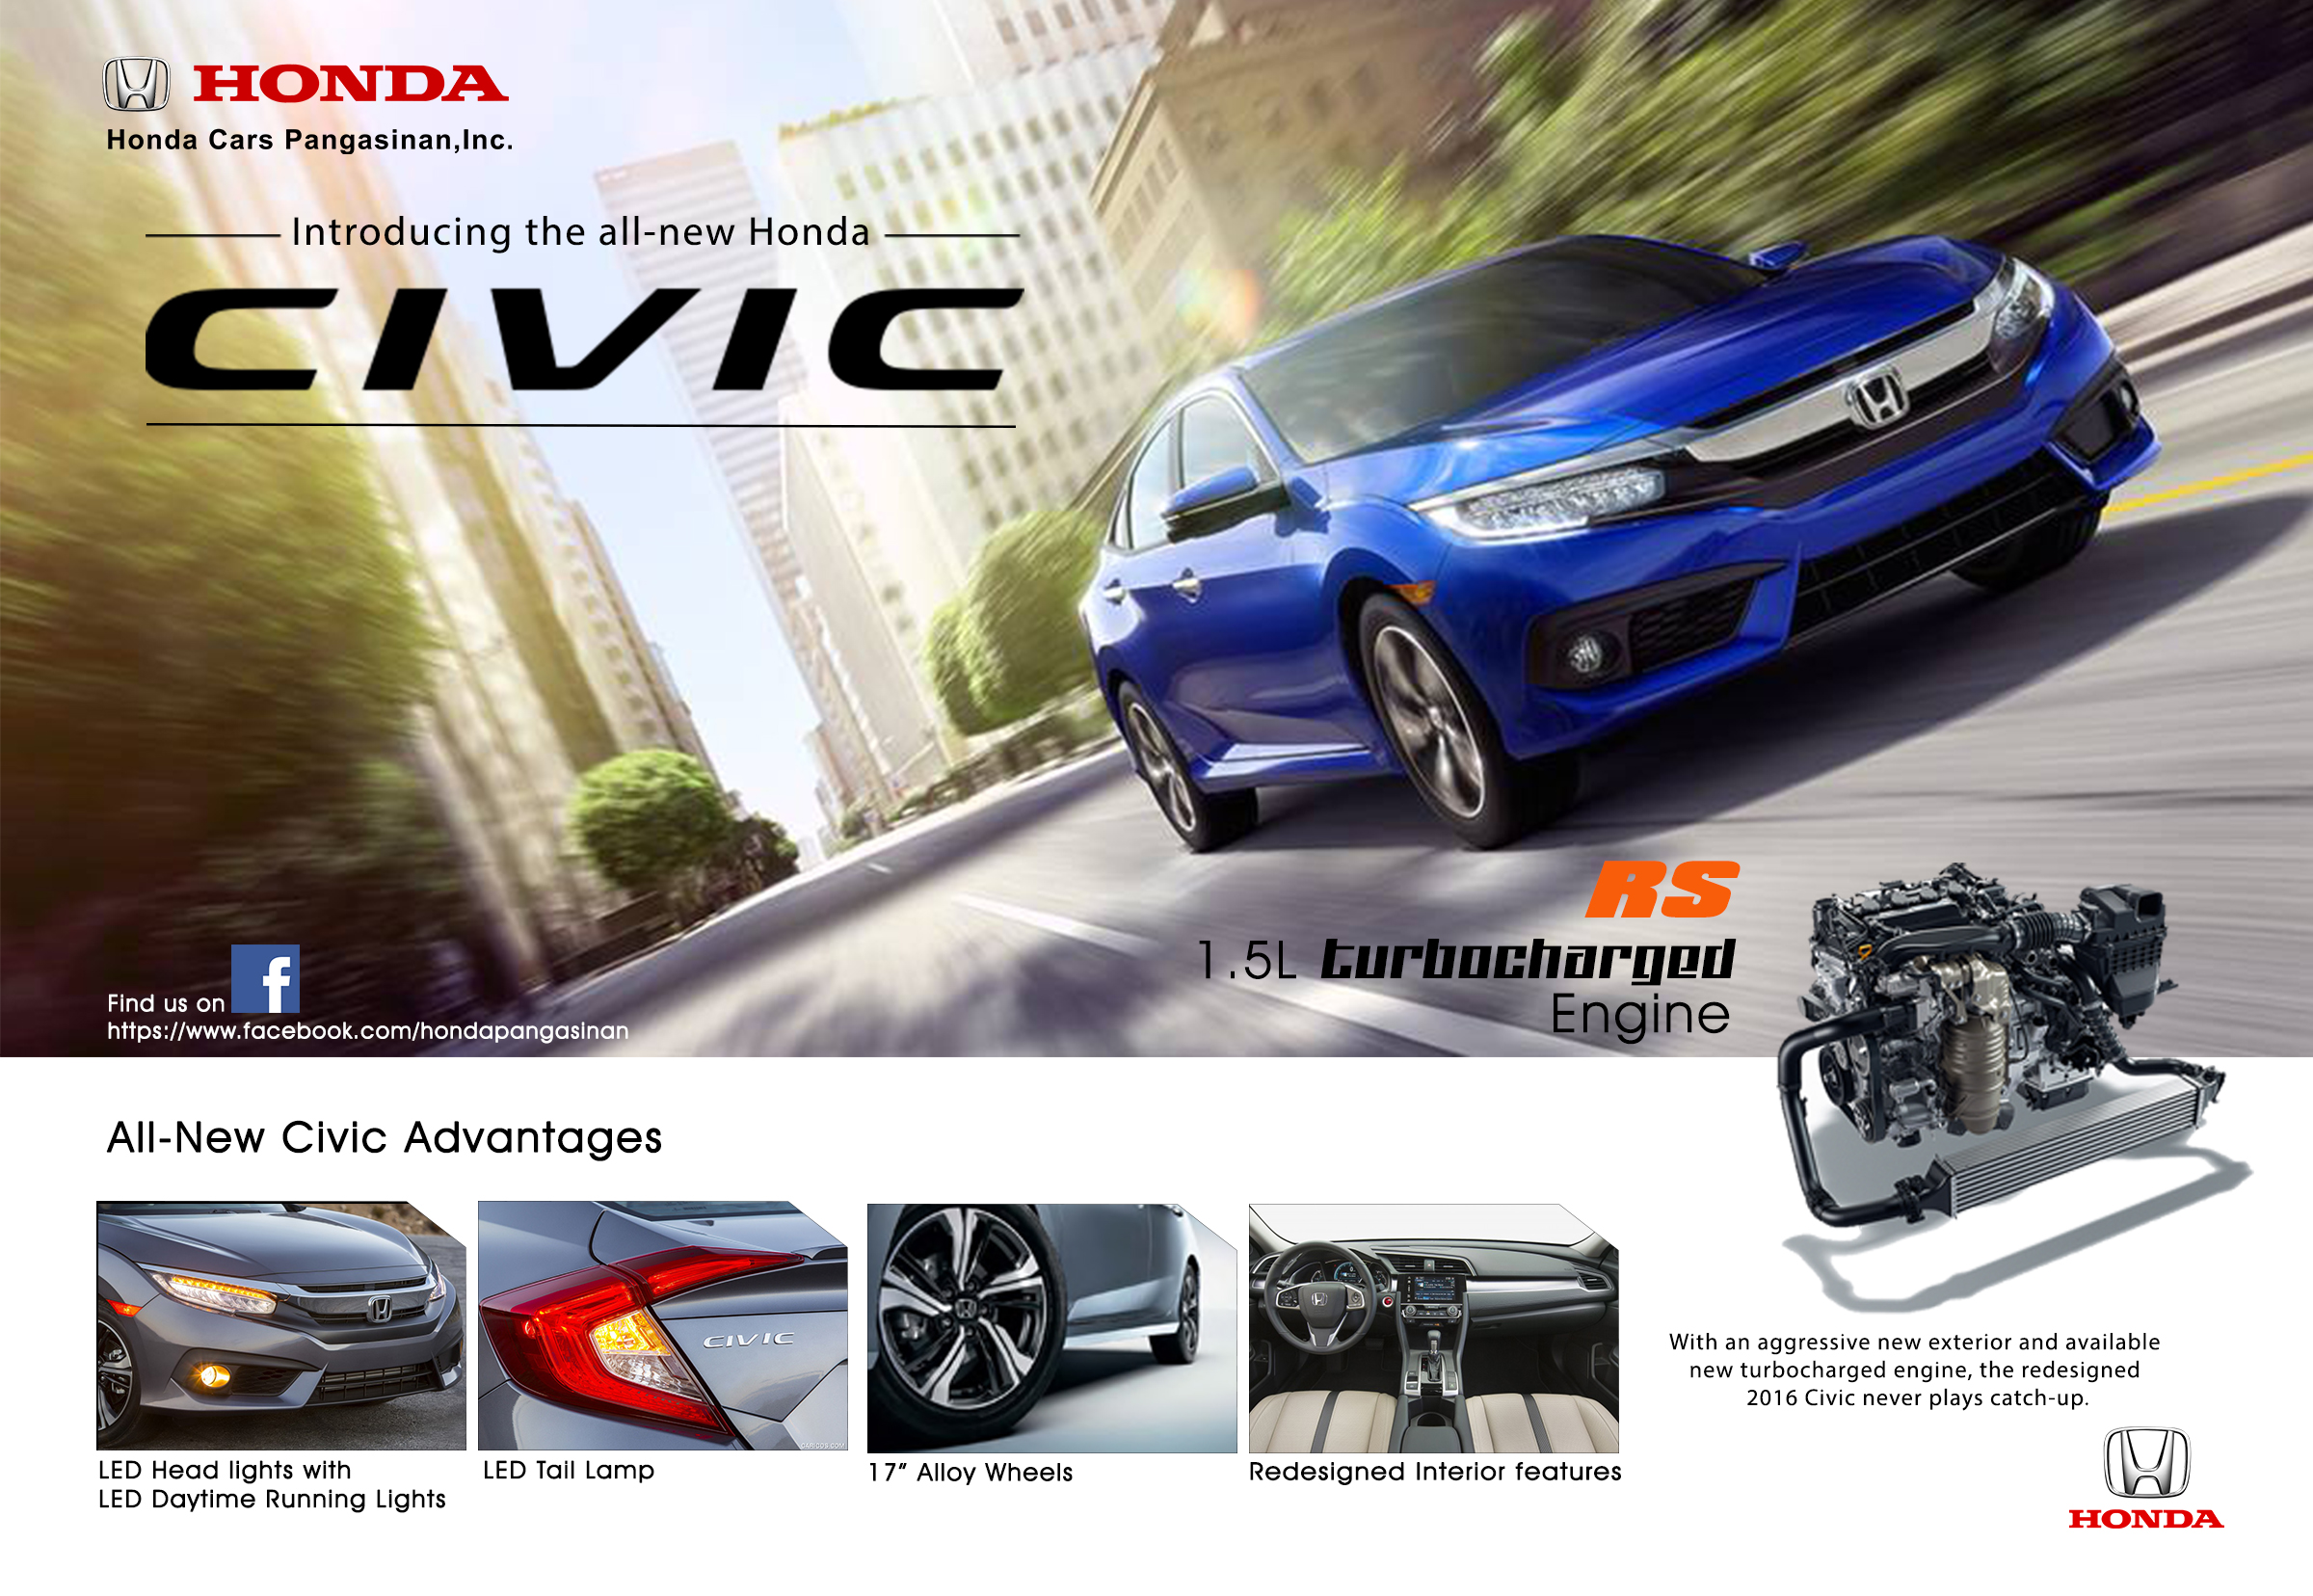 HONDA
Honda Cars Pangasinan,Inc.
Introducing the all-new Honda
CIVIC
RS
1.5L turbocharged
Engine
Find us on f
https://www.facebook.com/hondapangasinan
All-New Civic Advantages
CIVIC
CARSCOOPS.COM
LED Head lights with
LED Daytime Running Lights
LED Tail Lamp
17” Alloy Wheels
Redesigned Interior features
With an aggressive new exterior and available
new turbocharged engine, the redesigned
2016 Civic never plays catch-up.
HONDA